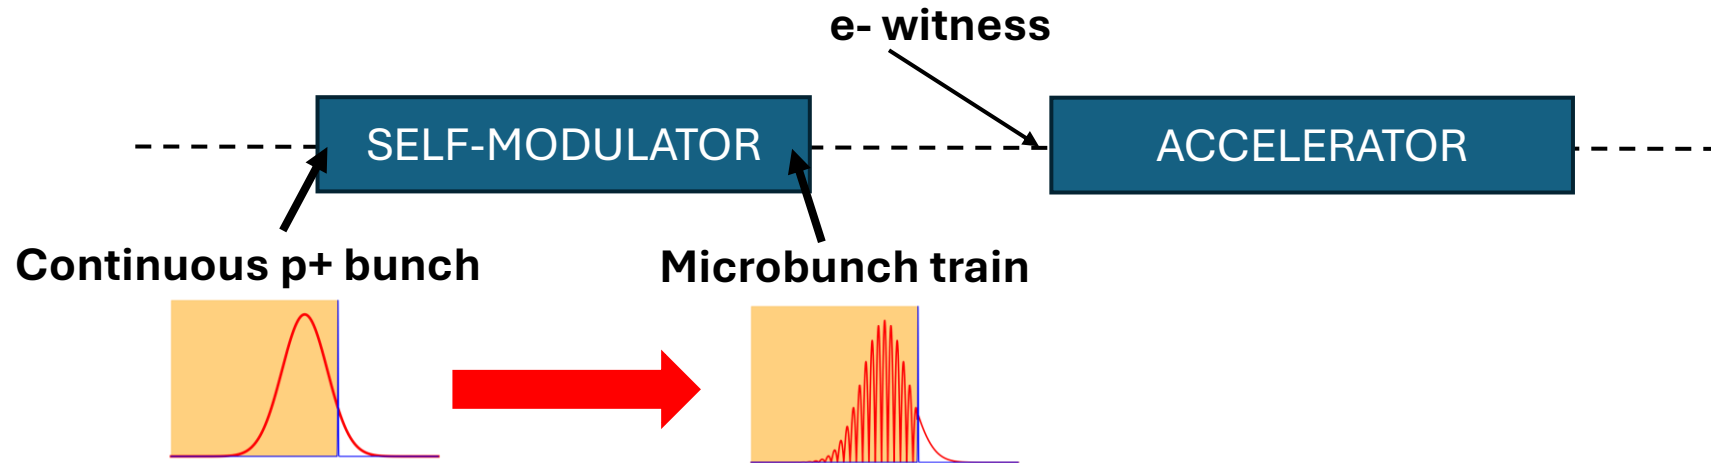 e- witness
SELF-MODULATOR
ACCELERATOR
Continuous p+ bunch
Microbunch train